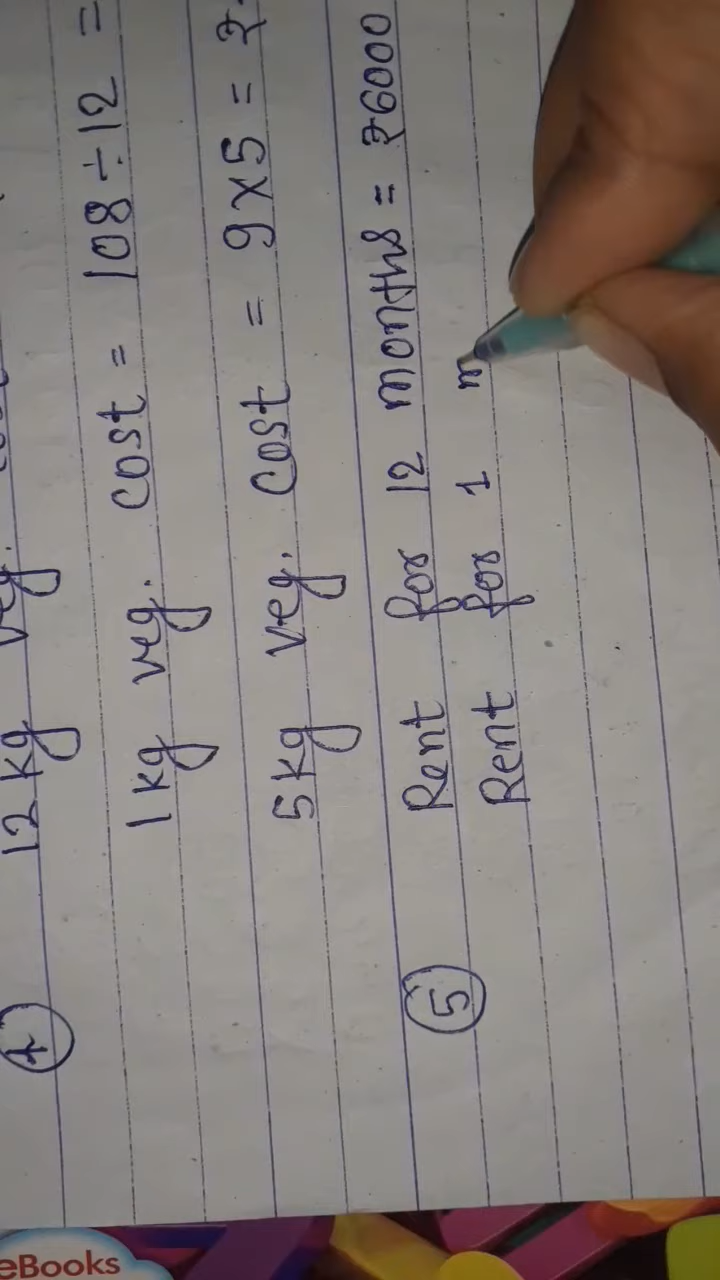 ④ 12 kg veg.
1 kg veg. cost = 108 ÷ 12 =
5 kg veg. cost = 9 x 5 = ₹
⑤ Rent for 12 months = ₹6000
Rent for 1 m
eBooks